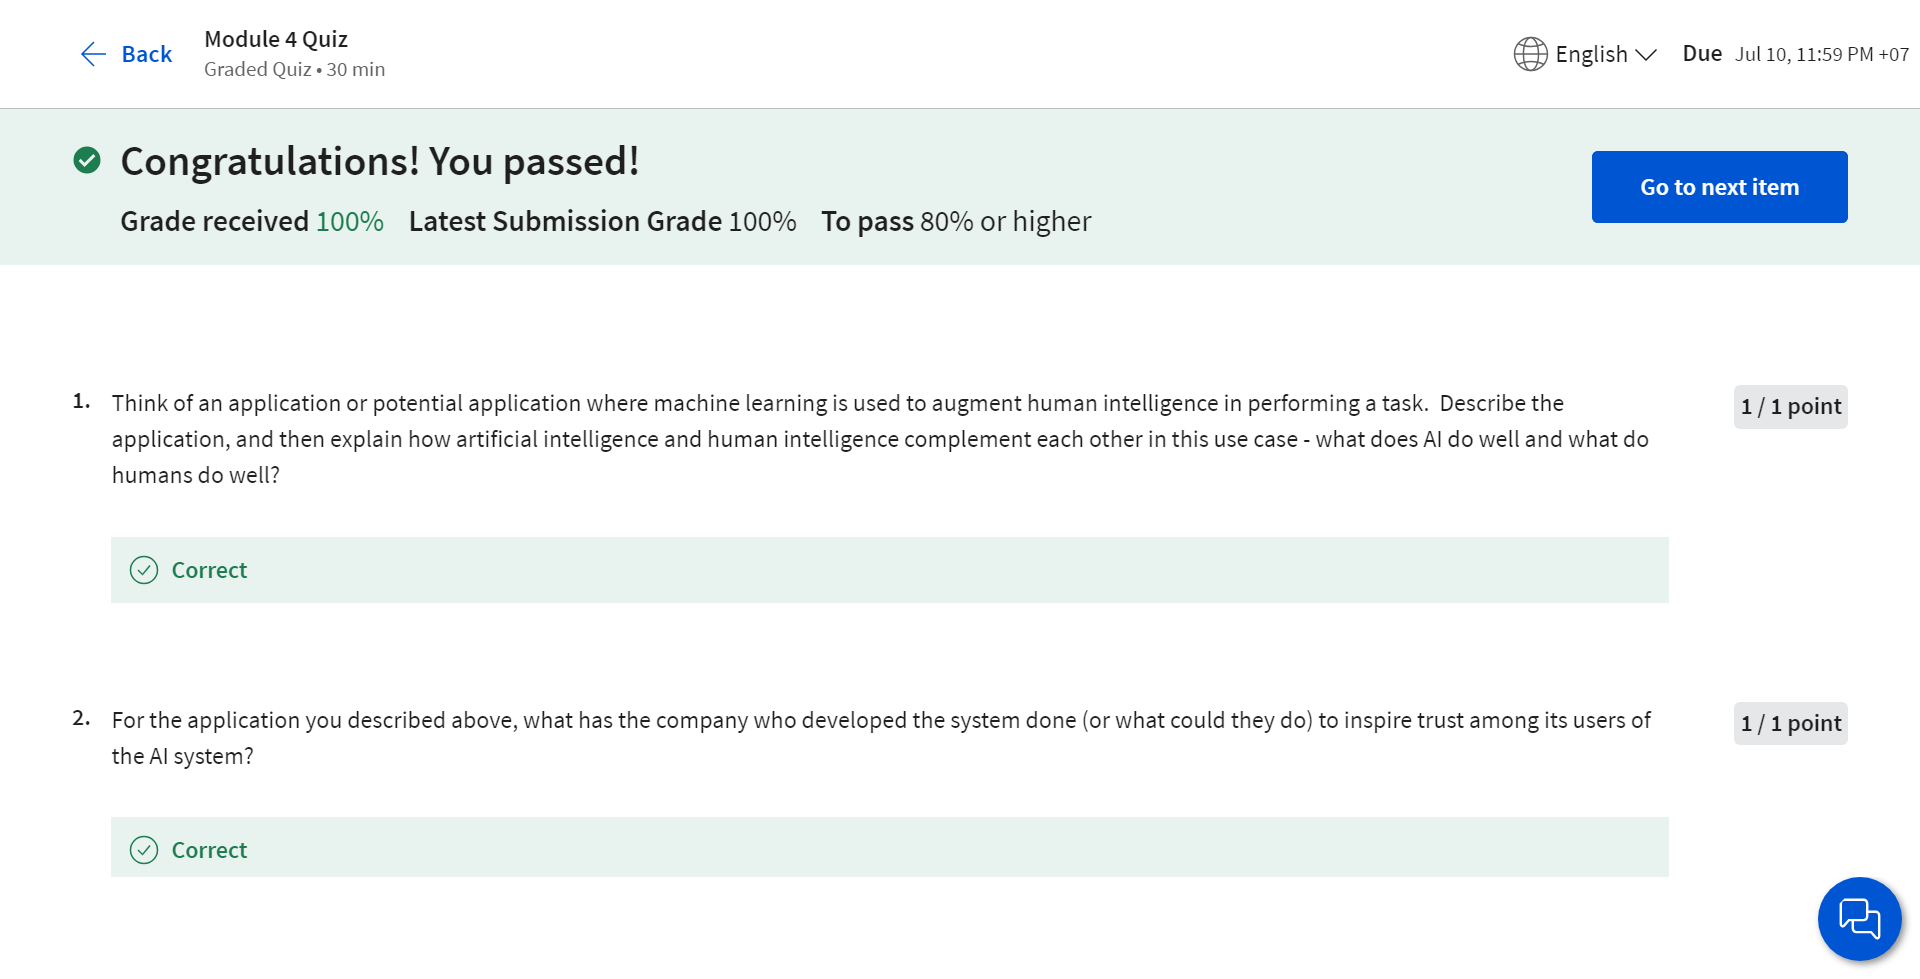 Back
Module 4 Quiz
Graded Quiz • 30 min
English
Due Jul 10, 11:59 PM +07
Congratulations! You passed!
Grade received 100% Latest Submission Grade 100% To pass 80% or higher
Go to next item
1. Think of an application or potential application where machine learning is used to augment human intelligence in performing a task.  Describe the
application, and then explain how artificial intelligence and human intelligence complement each other in this use case - what does AI do well and what do
humans do well?
1 / 1 point
Correct
2. For the application you described above, what has the company who developed the system done (or what could they do) to inspire trust among its users of
the AI system?
1 / 1 point
Correct